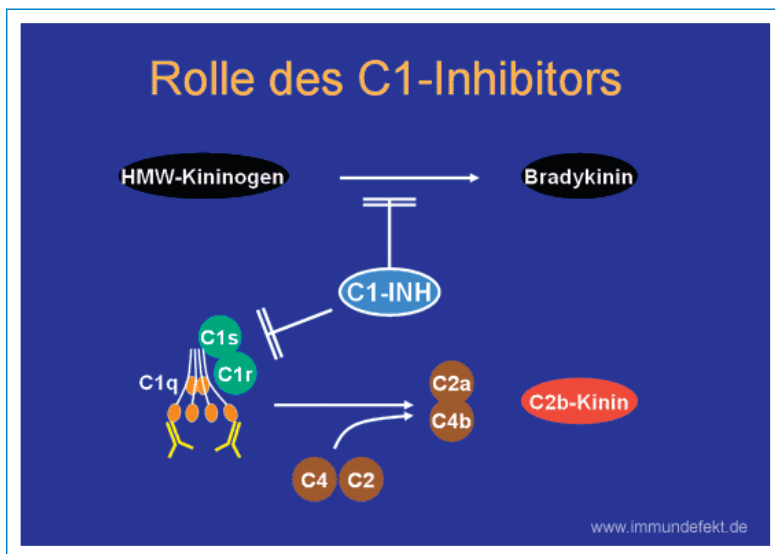 Rolle des C1-Inhibitors
HMW-Kininogen
Bradykinin
C1-INH
C1s
C1q
C1r
C2a
C4b
C2b-Kinin
C4
C2
www.immundefekt.de